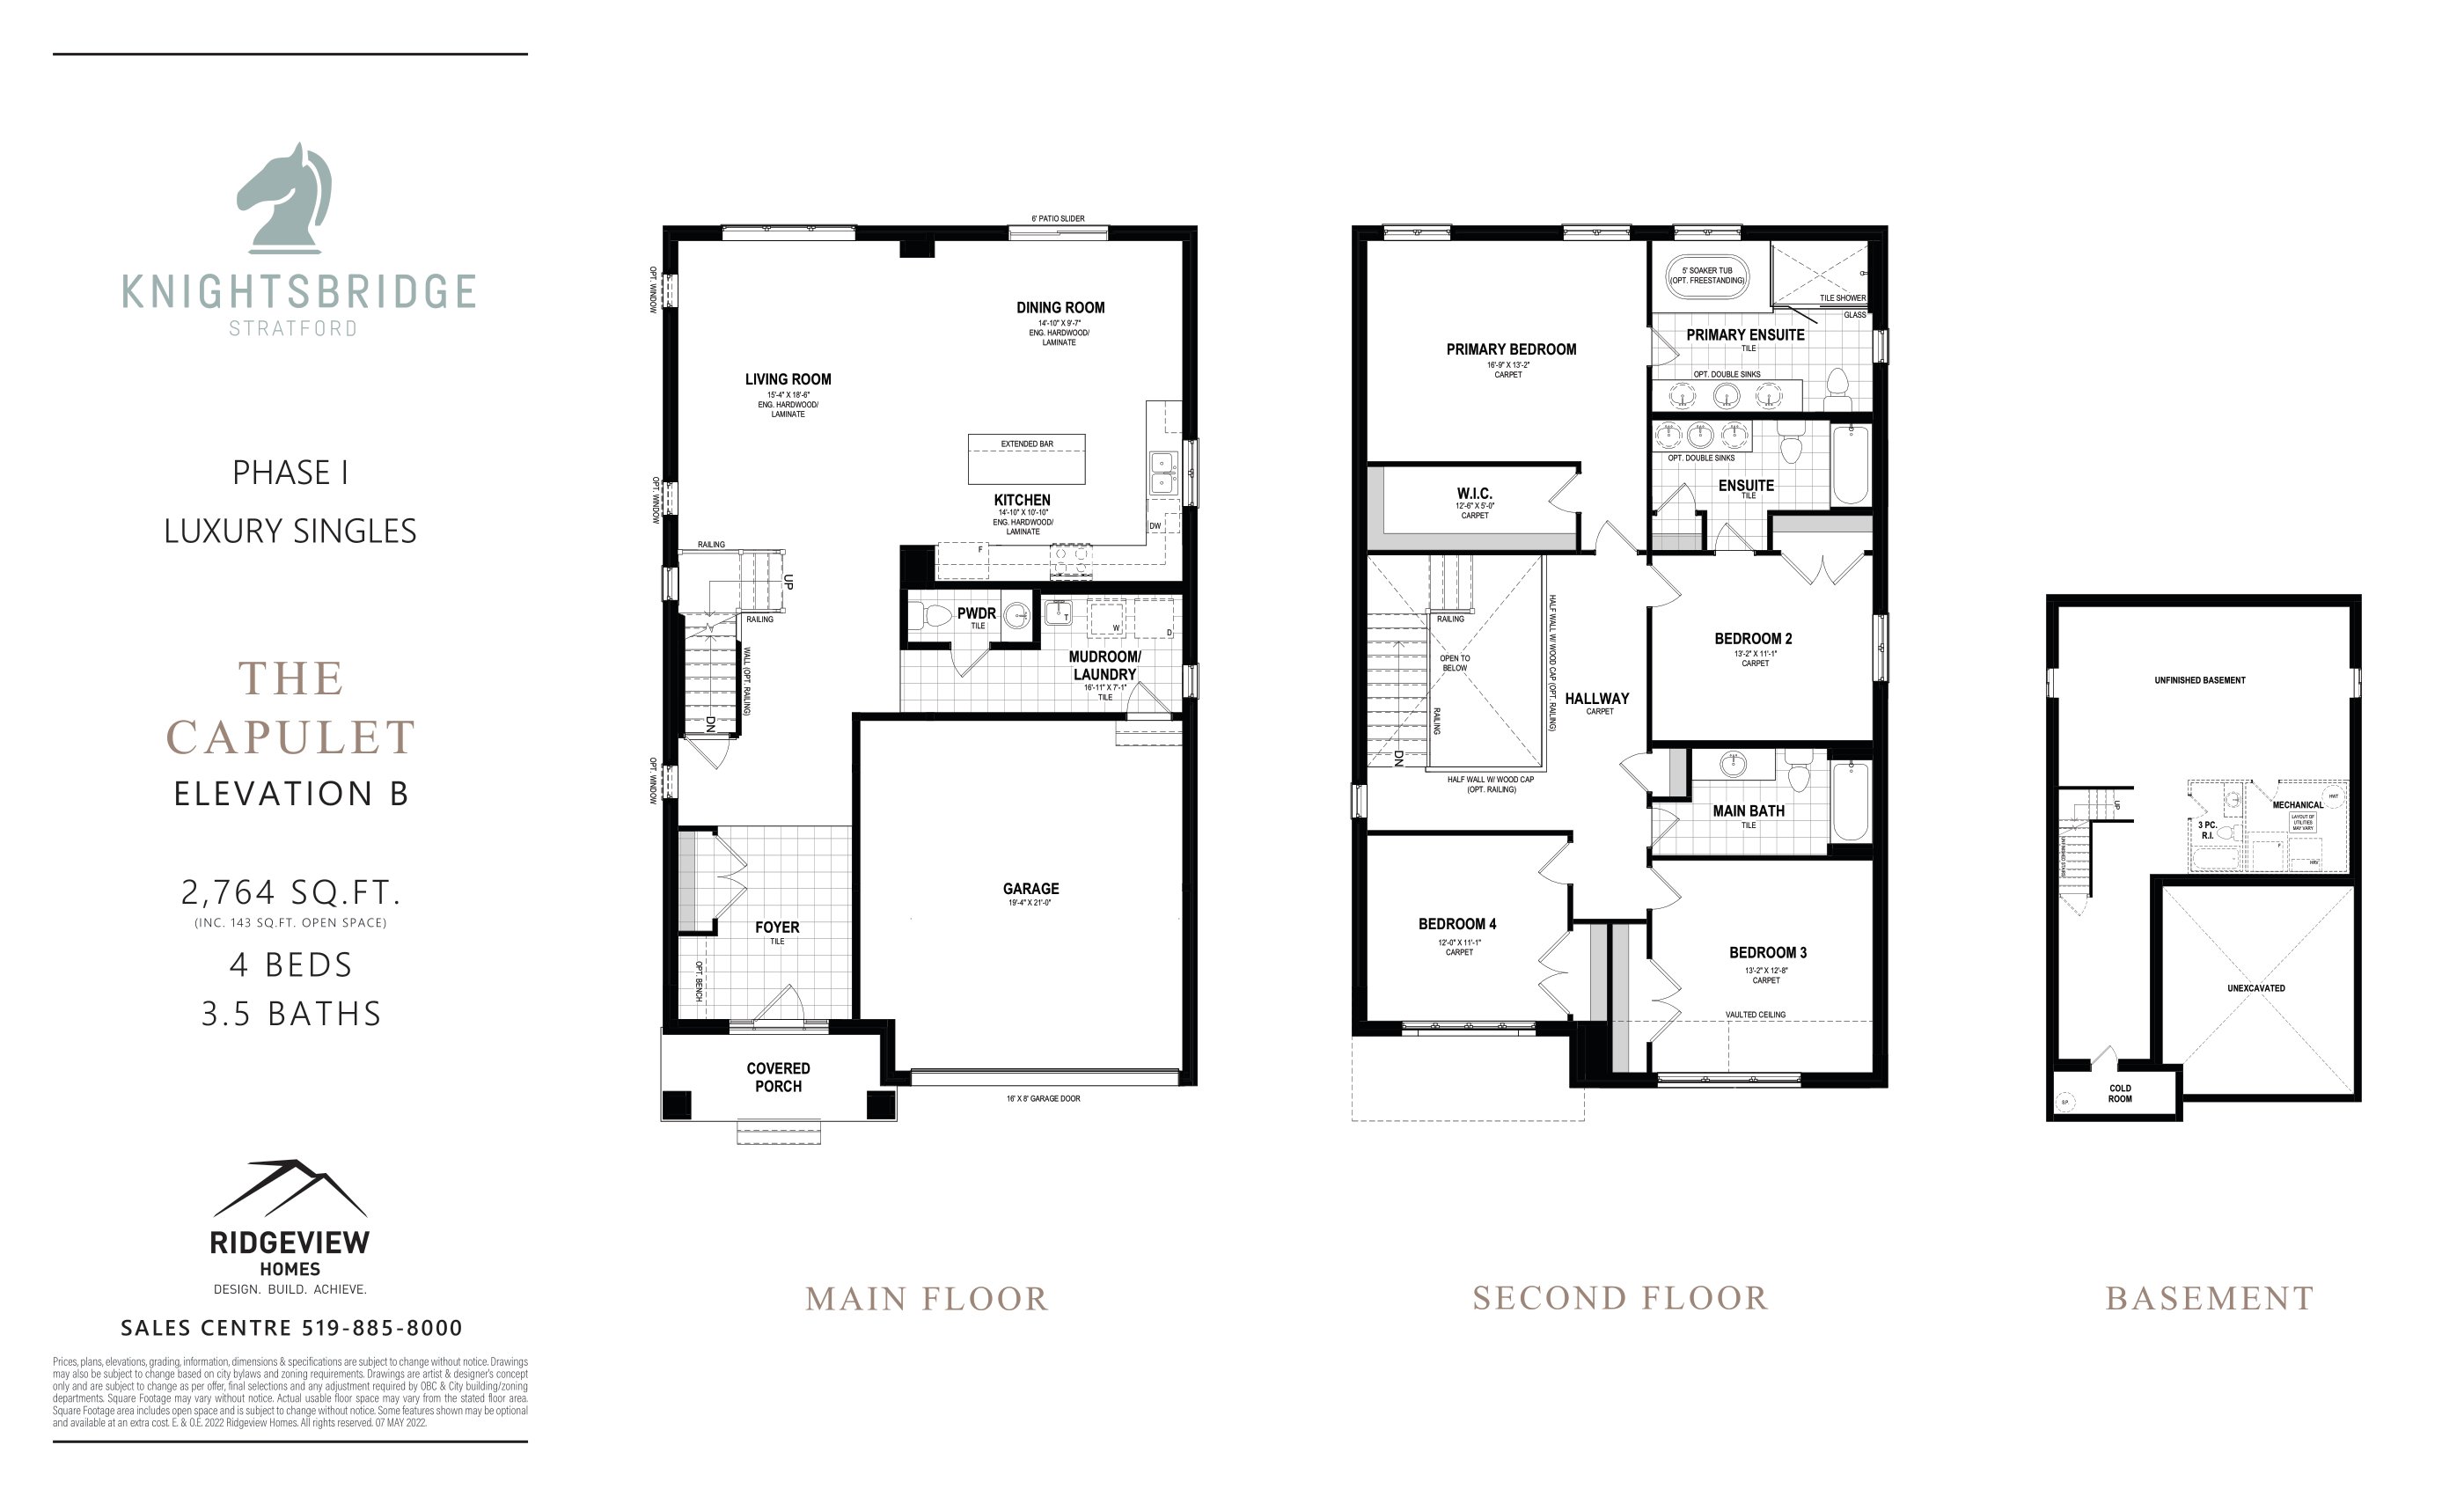 KNIGHTSBRIDGE
STRATFORD
PHASE I
LUXURY SINGLES
THE
CAPULET
ELEVATION B
2,764 SQ.FT.
(INC. 143 SQ.FT. OPEN SPACE)
4 BEDS
3.5 BATHS
RIDGEVIEW
HOMES
DESIGN. BUILD. ACHIEVE.
SALES CENTRE 519-885-8000
Prices, plans, elevations, grading, information, dimensions & specifications are subject to change without notice. Drawings
may also be subject to change based on city bylaws and zoning requirements. Drawings are artist & designer's concept
only and are subject to change as per offer, final selections and any adjustment required by OBC & City building/zoning
departments. Square Footage may vary without notice. Actual usable floor space may vary from the stated floor area.
Square Footage area includes open space and is subject to change without notice. Some features shown may be optional
and available at an extra cost. E. & O.E. 2022 Ridgeview Homes. All rights reserved. 07 MAY 2022.
6' PATIO SLIDER
OPT. WINDOW
DINING ROOM
14'-10" X 9'-7"
ENG. HARDWOOD/
LAMINATE
LIVING ROOM
15'-4" X 18'-6"
ENG. HARDWOOD/
LAMINATE
EXTENDED BAR
KITCHEN
14'-10" X 10'-10"
ENG. HARDWOOD/
LAMINATE
DW
F
OPT. WINDOW
RAILING
UP
RAILING
WALL (OPT. RAILING)
DN
PWDR
TILE
T
W
D
MUDROOM/
LAUNDRY
16'-11" X 7'-1"
TILE
OPT. WINDOW
GARAGE
19'-4" X 21'-0"
FOYER
TILE
OPT. BENCH
COVERED
PORCH
16' X 8' GARAGE DOOR
MAIN FLOOR
5' SOAKER TUB
(OPT. FREESTANDING)
TILE SHOWER
GLASS
PRIMARY ENSUITE
TILE
OPT. DOUBLE SINKS
PRIMARY BEDROOM
16'-9" X 13'-2"
CARPET
OPT. DOUBLE SINKS
ENSUITE
TILE
W.I.C.
12'-6" X 5'-0"
CARPET
RAILING
OPEN TO
BELOW
RAILING
DN
HALF WALL W/ WOOD CAP (OPT. RAILING)
HALF WALL W/ WOOD CAP
(OPT. RAILING)
HALLWAY
CARPET
BEDROOM 2
13'-2" X 11'-1"
CARPET
MAIN BATH
TILE
BEDROOM 4
12'-0" X 11'-1"
CARPET
BEDROOM 3
13'-2" X 12'-8"
CARPET
VAULTED CEILING
SECOND FLOOR
UNFINISHED BASEMENT
UP
UNFINISHED STAIRS
3 PC.
R.I.
MECHANICAL
HWT
LAYOUT OF
UTILITIES
MAY VARY
F
HRV
UNEXCAVATED
COLD
ROOM
S.P.
BASEMENT